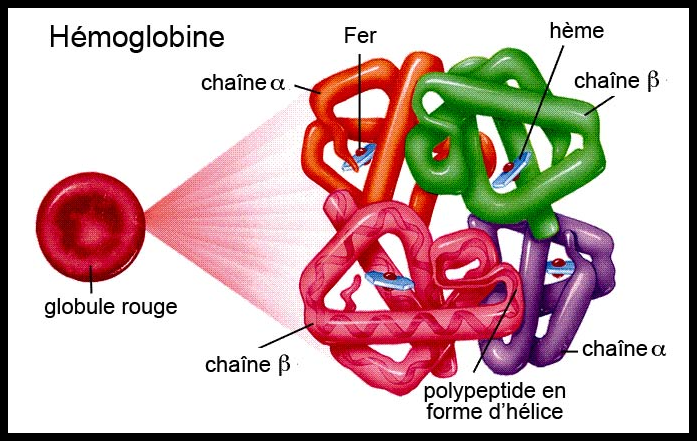 Hémoglobine
Fer
hème
chaîne α
chaîne β
globule rouge
chaîne β
chaîne α
polypeptide en
forme d'hélice